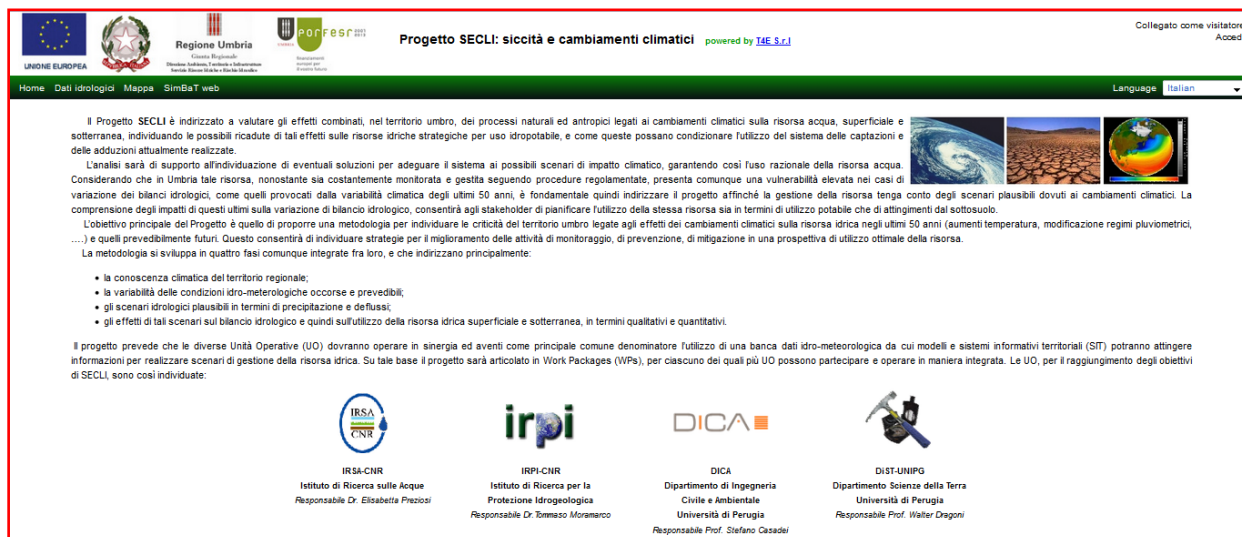 UNIONE EUROPEA
Regione Umbria
Giunta Regionale
UMBRIA
PORFESR 2007
2013
finanziamenti
europei per
il nostro futuro
Progetto SECLI: siccità e cambiamenti climatici powered by T4E S.r.l
Collegato come visitatore
Accedi
Home Dati idrologici Mappa SimBaT web
Language Italian
Il Progetto SECLI è indirizzato a valutare gli effetti combinati, nel territorio umbro, dei processi naturali ed antropici legati ai cambiamenti climatici sulla risorsa acqua, superficiale e
sotterranea, individuando le possibili ricadute di tali effetti sulle risorse idriche strategiche per uso idropotabile, e come queste possano condizionare l'utilizzo del sistema delle captazioni e
delle adduzioni attualmente realizzate.
L'analisi sarà di supporto all'individuazione di eventuali soluzioni per adeguare il sistema ai possibili scenari di impatto climatico, garantendo così l'uso razionale della risorsa acqua.
Considerando che in Umbria tale risorsa, nonostante sia costantemente monitorata e gestita seguendo procedure regolamentate, presenta comunque una vulnerabilità elevata nei casi di
variazione dei bilanci idrologici, come quelli provocati dalla variabilità climatica degli ultimi 50 anni, è fondamentale quindi indirizzare il progetto affinché la gestione della risorsa tenga conto degli scenari plausibili dovuti ai cambiamenti climatici. La
comprensione degli impatti di questi ultimi sulla variazione di bilancio idrologico, consentirà agli stakeholder di pianificare l'utilizzo della stessa risorsa sia in termini di utilizzo potabile che di attingimenti dal sottosuolo.
L'obiettivo principale del Progetto è quello di proporre una metodologia per individuare le criticità del territorio umbro legate agli effetti dei cambiamenti climatici sulla risorsa idrica negli ultimi 50 anni (aumenti temperatura, modificazione regimi pluviometrici,
....) e quelli prevedibilmente futuri. Questo consentirà di individuare strategie per il miglioramento delle attività di monitoraggio, di prevenzione, di mitigazione in una prospettiva di utilizzo ottimale della risorsa.
La metodologia si sviluppa in quattro fasi comunque integrate fra loro, e che indirizzano principalmente:
• la conoscenza climatica del territorio regionale;
• la variabilità delle condizioni idro-meterologiche occorse e prevedibili;
• gli scenari idrologici plausibili in termini di precipitazione e deflussi;
• gli effetti di tali scenari sul bilancio idrologico e quindi sull'utilizzo della risorsa idrica superficiale e sotterranea, in termini qualitativi e quantitativi.
Il progetto prevede che le diverse Unità Operative (UO) dovranno operare in sinergia ed aventi come principale comune denominatore l'utilizzo di una banca dati idro-meteorologica da cui modelli e sistemi informativi territoriali (SIT) potranno attingere
informazioni per realizzare scenari di gestione della risorsa idrica. Su tale base il progetto sarà articolato in Work Packages (WPs), per ciascuno dei quali più UO possono partecipare e operare in maniera integrata. Le UO, per il raggiungimento degli obiettivi
di SECLI, sono così individuate:
IRSA
CNR
irpi
DICA
IRSA-CNR
Istituto di Ricerca sulle Acque
Responsabile Dr. Elisabetta Preziosi
IRPI-CNR
Istituto di Ricerca per la
Protezione Idrogeologica
Responsabile Dr. Tommaso Moramarco
DICA
Dipartimento di Ingegneria
Civile e Ambientale
Università di Perugia
Responsabile Prof. Stefano Casadei
DiST-UNIPG
Dipartimento Scienze della Terra
Università di Perugia
Responsabile Prof. Walter Dragoni